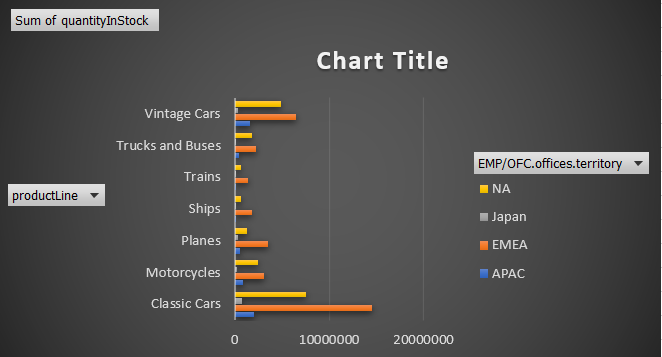 Sum of quantityInStock
Chart Title
Vintage Cars
Trucks and Buses
Trains
Ships
Planes
Motorcycles
Classic Cars
0 10000000 20000000
productLine
EMP/OFC.offices.territory
NA
Japan
EMEA
APAC